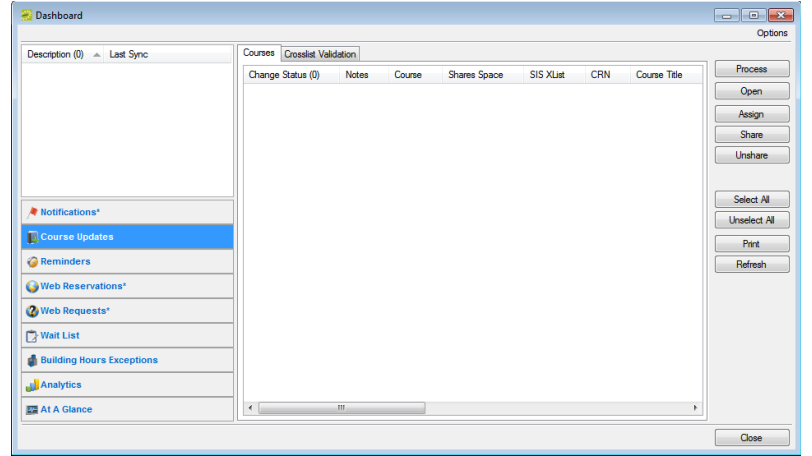 Dashboard
Options
Description (0) Last Sync
Courses Crosslist Validation
Change Status (0) Notes Course Shares Space SIS XList CRN Course Title
Process
Open
Assign
Share
Unshare
Select All
Unselect All
Print
Refresh
Notifications*
Course Updates
Reminders
Web Reservations*
Web Requests*
Wait List
Building Hours Exceptions
Analytics
At A Glance
Close